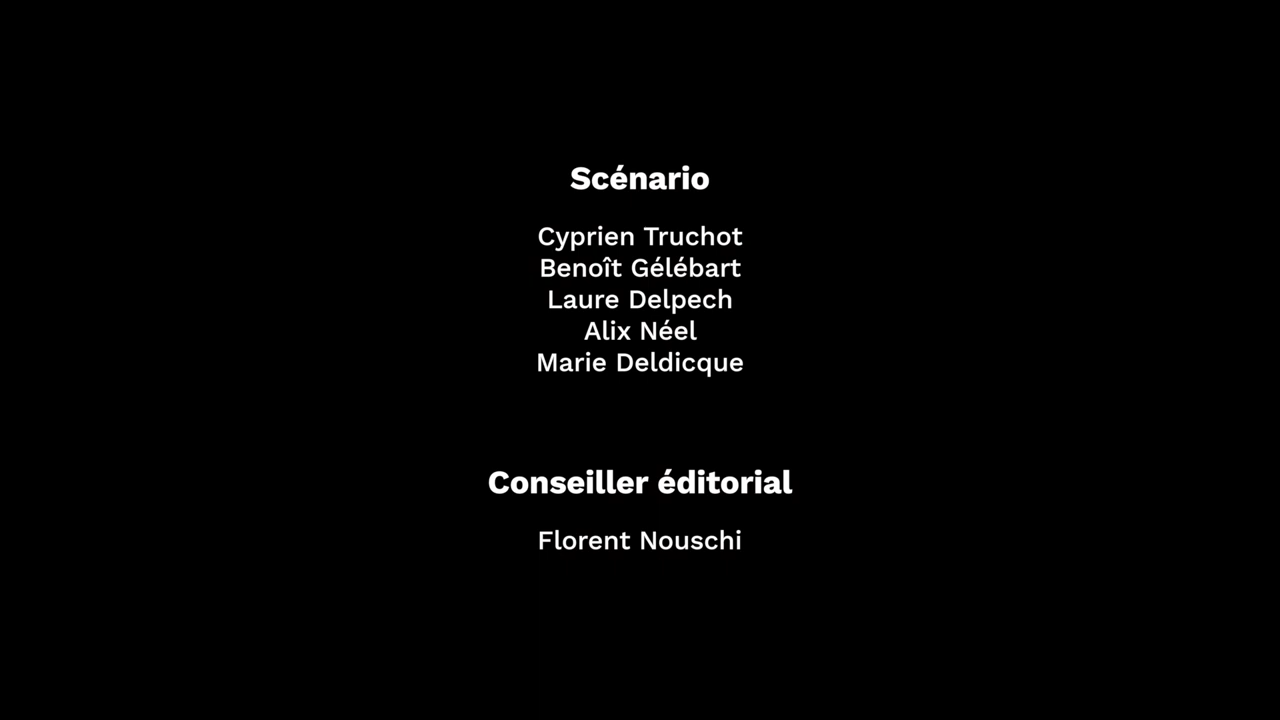 Scénario
Cyprien Truchot
Benoît Gélébart
Laure Delpech
Alix Néel
Marie Deldicque
Conseiller éditorial
Florent Nouschi